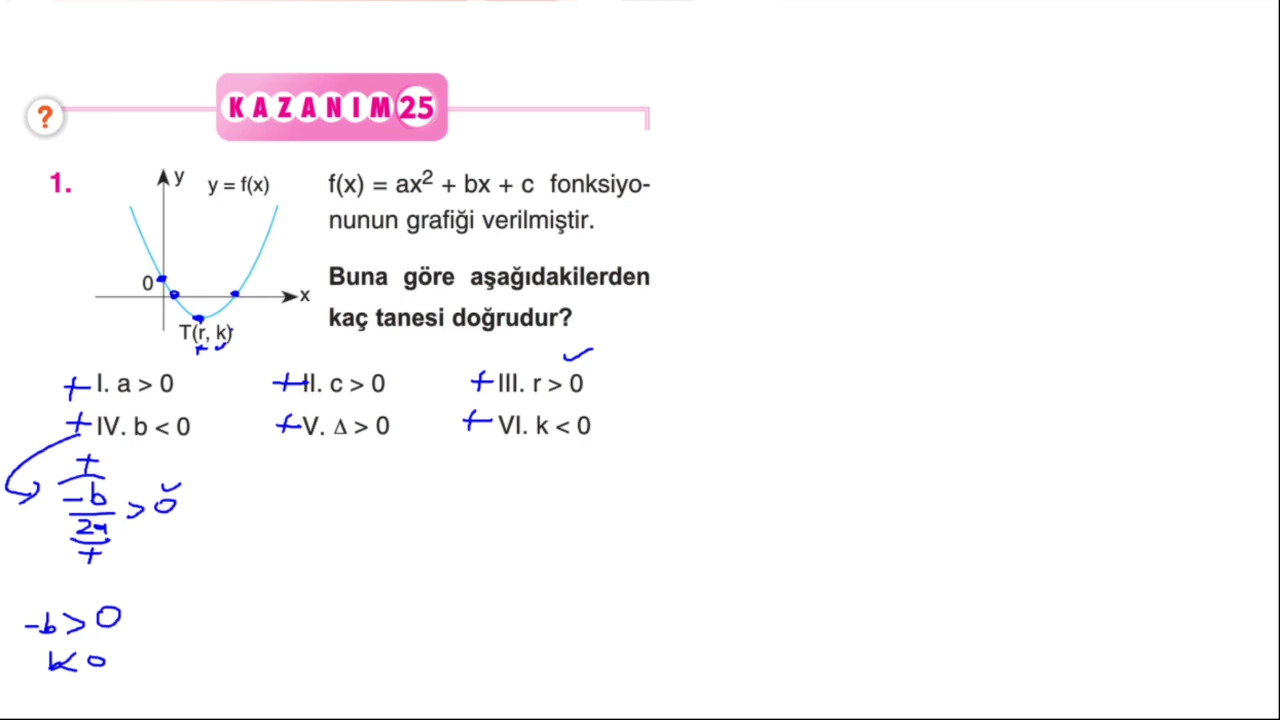 ?
KAZANIM 25
1.
y
y = f(x)
0
x
T(r, k)
+ ✓
f(x) = ax² + bx + c fonksiyo-
nunun grafiği verilmiştir.
Buna göre aşağıdakilerden
kaç tanesi doğrudur?
✓
+ I. a > 0
+ II. c > 0
+ III. r > 0
+ IV. b < 0
+ V. Δ > 0
+ VI. k < 0
+
-b
> 0
2a
+
-b > 0
b < 0